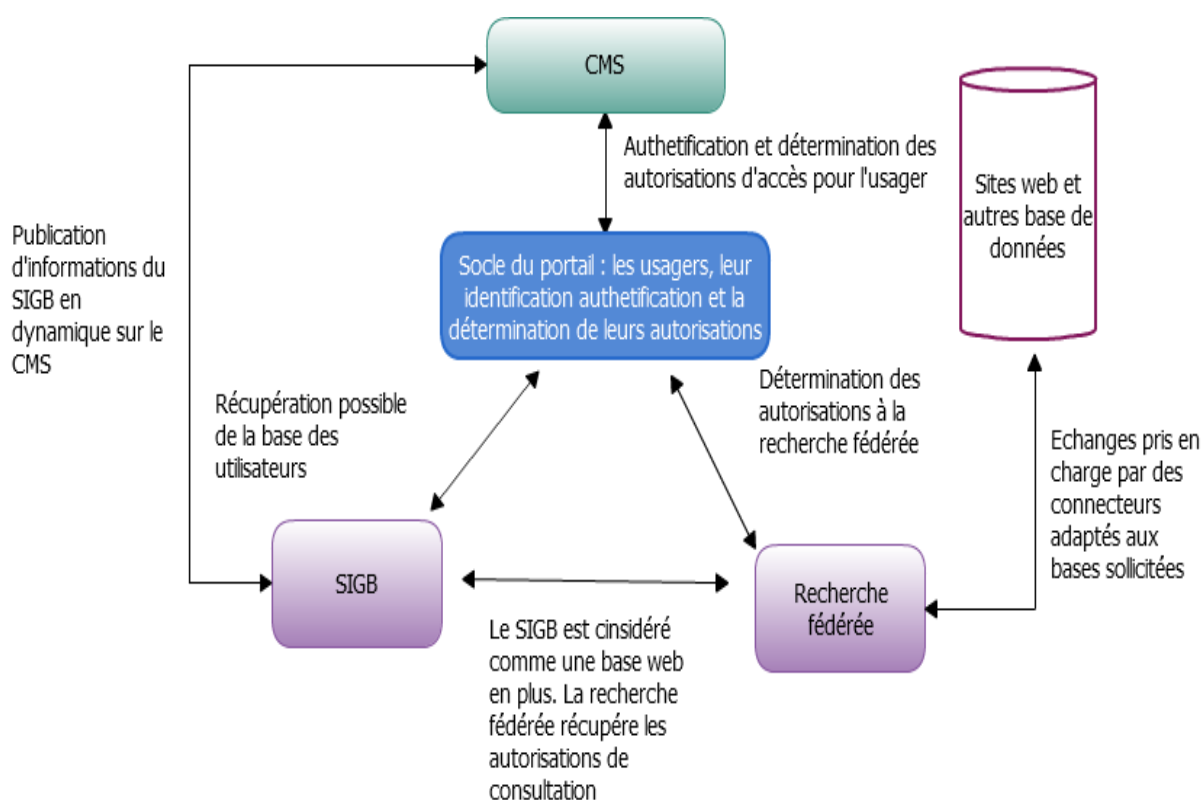 CMS
Authetification et détermination des
autorisations d'accès pour l'usager
Sites web et
autres base de
données
Publication
d'informations du
SIGB en
dynamique sur le
CMS
Socle du portail : les usagers, leur
identification authetification et la
détermination de leurs autorisations
Récupération possible
de la base des
utilisateurs
Détermination des
autorisations à la
recherche fédérée
Echanges pris en
charge par des
connecteurs
adaptés aux
bases sollicitées
SIGB
Recherche
fédérée
Le SIGB est cinsidéré
comme une base web
en plus. La recherche
fédérée récupére les
autorisations de
consultation